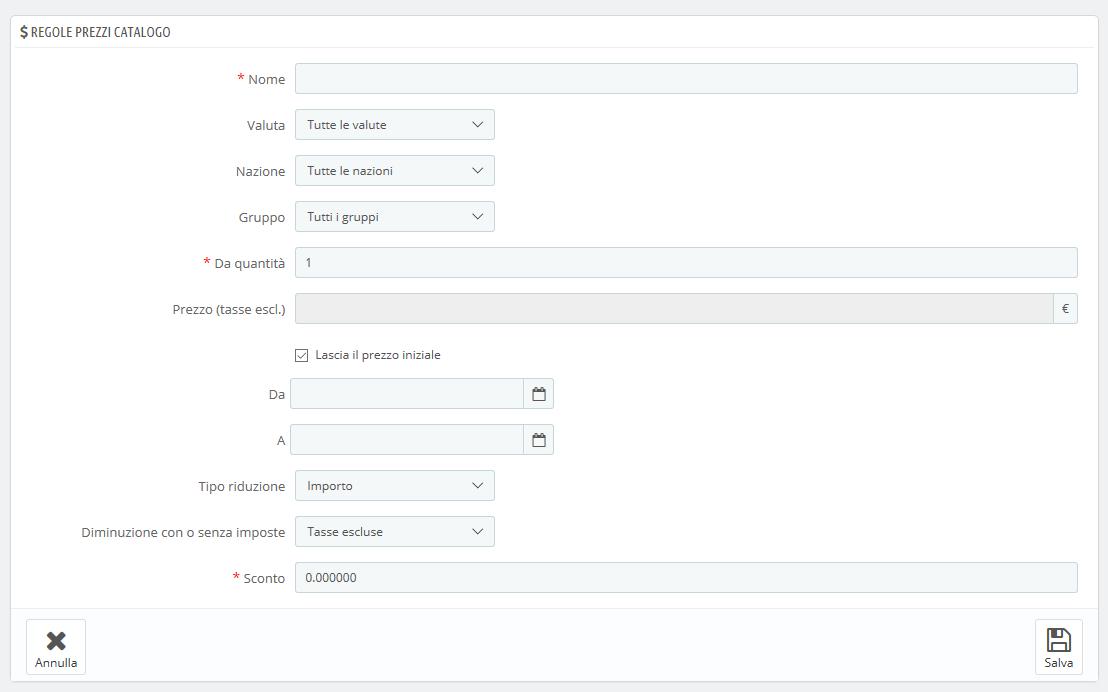 $ REGOLE PREZZI CATALOGO
* Nome
Valuta Tutte le valute
Nazione Tutte le nazioni
Gruppo Tutti i gruppi
* Da quantità 1
Prezzo (tasse escl.) €
Lascia il prezzo iniziale
Da
A
Tipo riduzione Importo
Diminuzione con o senza imposte Tasse escluse
* Sconto 0.000000
Annulla Salva